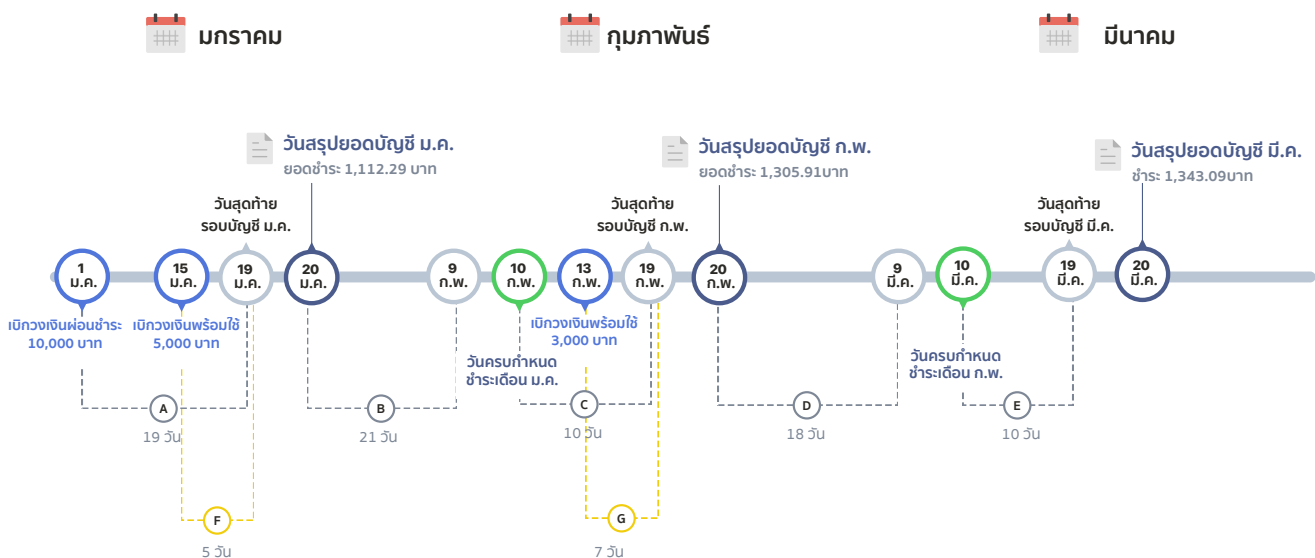 มกราคม
กุมภาพันธ์
มีนาคม
วันสรุปยอดบัญชี ม.ค.
ยอดชำระ 1,112.29 บาท
วันสรุปยอดบัญชี ก.พ.
ยอดชำระ 1,305.91บาท
วันสรุปยอดบัญชี มี.ค.
ชำระ 1,343.09บาท
วันสุดท้าย
รอบบัญชี ม.ค.
วันสุดท้าย
รอบบัญชี ก.พ.
วันสุดท้าย
รอบบัญชี มี.ค.
1
ม.ค.
15
ม.ค.
19
ม.ค.
20
ม.ค.
9
ก.พ.
10
ก.พ.
13
ก.พ.
19
ก.พ.
20
ก.พ.
9
มี.ค.
10
มี.ค.
19
มี.ค.
20
มี.ค.
เบิกวงเงินผ่อนชำระ
10,000 บาท
เบิกวงเงินพร้อมใช้
5,000 บาท
เบิกวงเงินพร้อมใช้
3,000 บาท
วันครบกำหนด
ชำระเดือน ม.ค.
วันครบกำหนด
ชำระเดือน ก.พ.
A
19 วัน
B
21 วัน
C
10 วัน
D
18 วัน
E
10 วัน
F
5 วัน
G
7 วัน